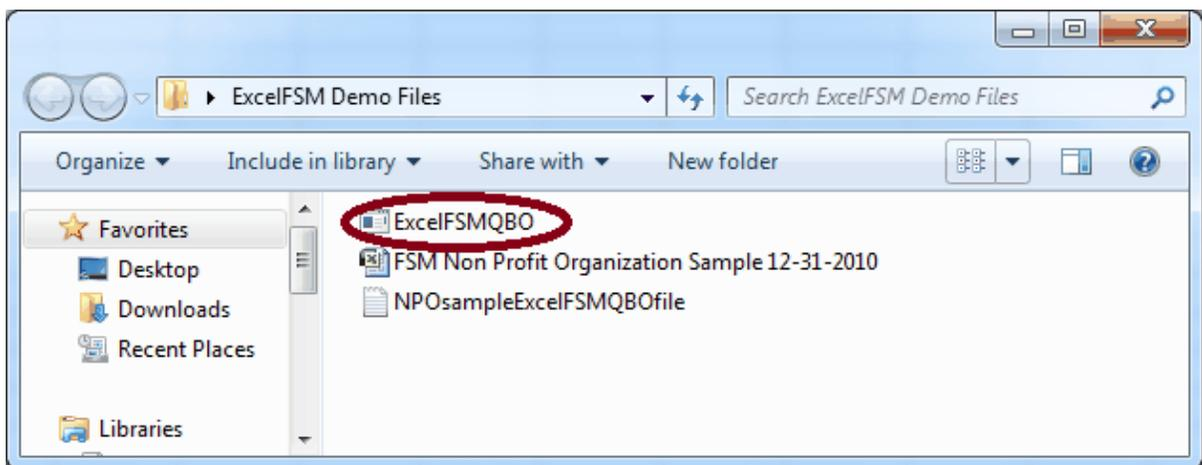 ExcelFSM Demo Files
Search ExcelFSM Demo Files
Organize Include in library Share with New folder
Favorites
Desktop
Downloads
Recent Places
Libraries
ExcelFSMQBO
FSM Non Profit Organization Sample 12-31-2010
NPOsampleExcelFSMQBOfile